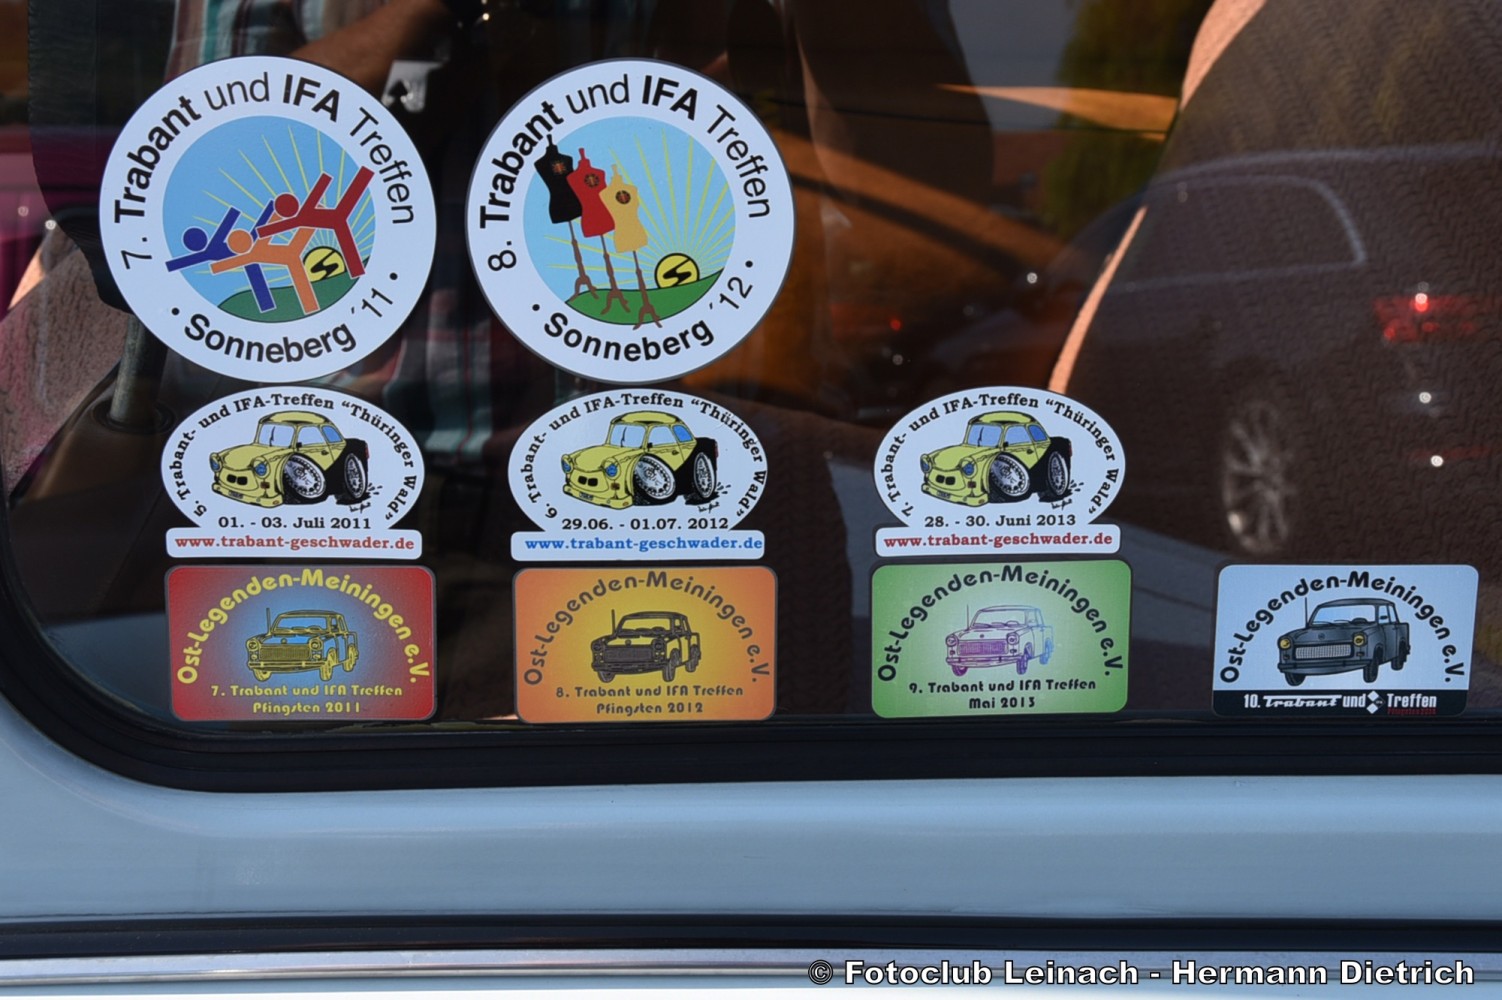 7. Trabant und IFA Treffen
• Sonneberg ´11 •
8. Trabant und IFA Treffen
• Sonneberg ´12 •
5. Trabant- und IFA-Treffen "Thüringer Wald"
01. - 03. Juli 2011
www.trabant-geschwader.de
6. Trabant- und IFA-Treffen "Thüringer Wald"
29.06. - 01.07. 2012
www.trabant-geschwader.de
7. Trabant- und IFA-Treffen "Thüringer Wald"
28. - 30. Juni 2013
www.trabant-geschwader.de
Ost-Legenden-Meiningen e.V.
7. Trabant und IFA Treffen
Pfingsten 2011
Ost-Legenden-Meiningen e.V.
8. Trabant und IFA Treffen
Pfingsten 2012
Ost-Legenden-Meiningen e.V.
9. Trabant und IFA Treffen
Mai 2013
Ost-Legenden-Meiningen e.V.
10. Trabant und Treffen
© Fotoclub Leinach - Hermann Dietrich